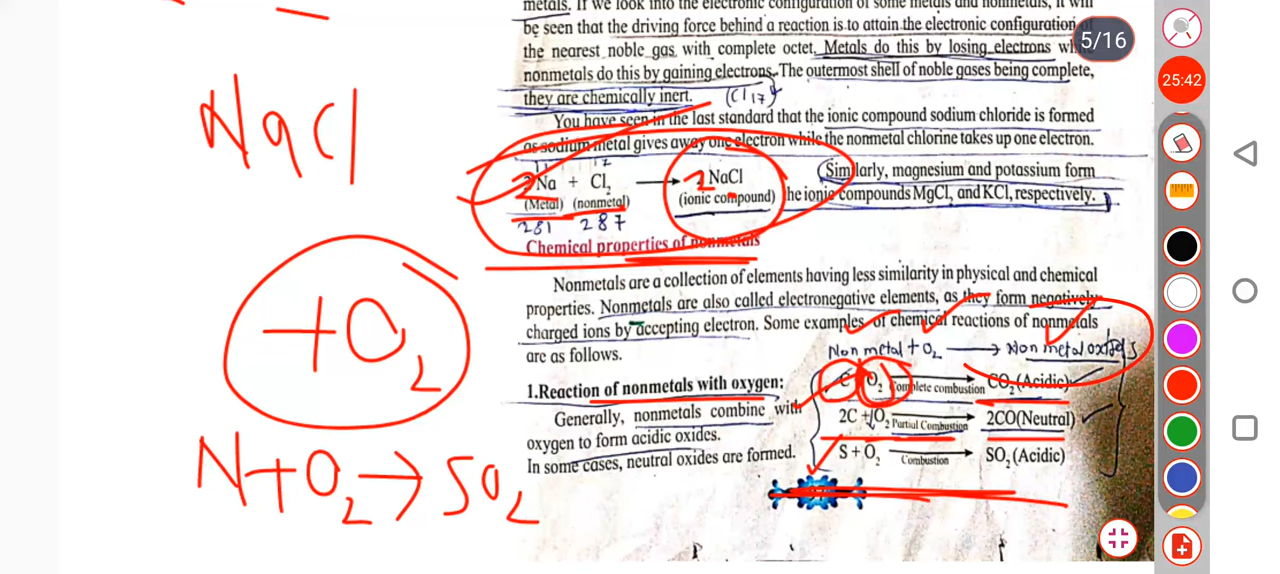 metals. If we look into the electronic configuration of some metals and nonmetals, it will
be seen that the driving force behind a reaction is to attain the electronic configuration of
the nearest noble gas with complete octet. Metals do this by losing electrons
nonmetals do this by gaining electrons. The outermost shell of noble gases being complete,
they are chemically inert. (Cl 17)
You have seen in the last standard that the ionic compound sodium chloride is formed
as sodium metal gives away one electron while the nonmetal chlorine takes up one electron.
11 17
2Na + Cl₂ → 2NaCl
(Metal) (nonmetal) (ionic compound)
281 287
Similarly, magnesium and potassium form
the ionic compounds MgCl₂ and KCl, respectively.
Chemical properties of nonmetals
Nonmetals are a collection of elements having less similarity in physical and chemical
properties. Nonmetals are also called electronegative elements, as they form negatively
charged ions by accepting electron. Some examples of chemical reactions of nonmetals
are as follows.
Nonmetal + O₂ → Nonmetal oxides
1.Reaction of nonmetals with oxygen:
Generally, nonmetals combine with
oxygen to form acidic oxides.
In some cases, neutral oxides are formed.
C + O₂ Complete combustion → CO₂ (Acidic)
2C + O₂ Partial Combustion → 2CO(Neutral)
S + O₂ Combustion → SO₂ (Acidic)
NaCl
+O₂
N+O₂→SO₂
5/16
25:42